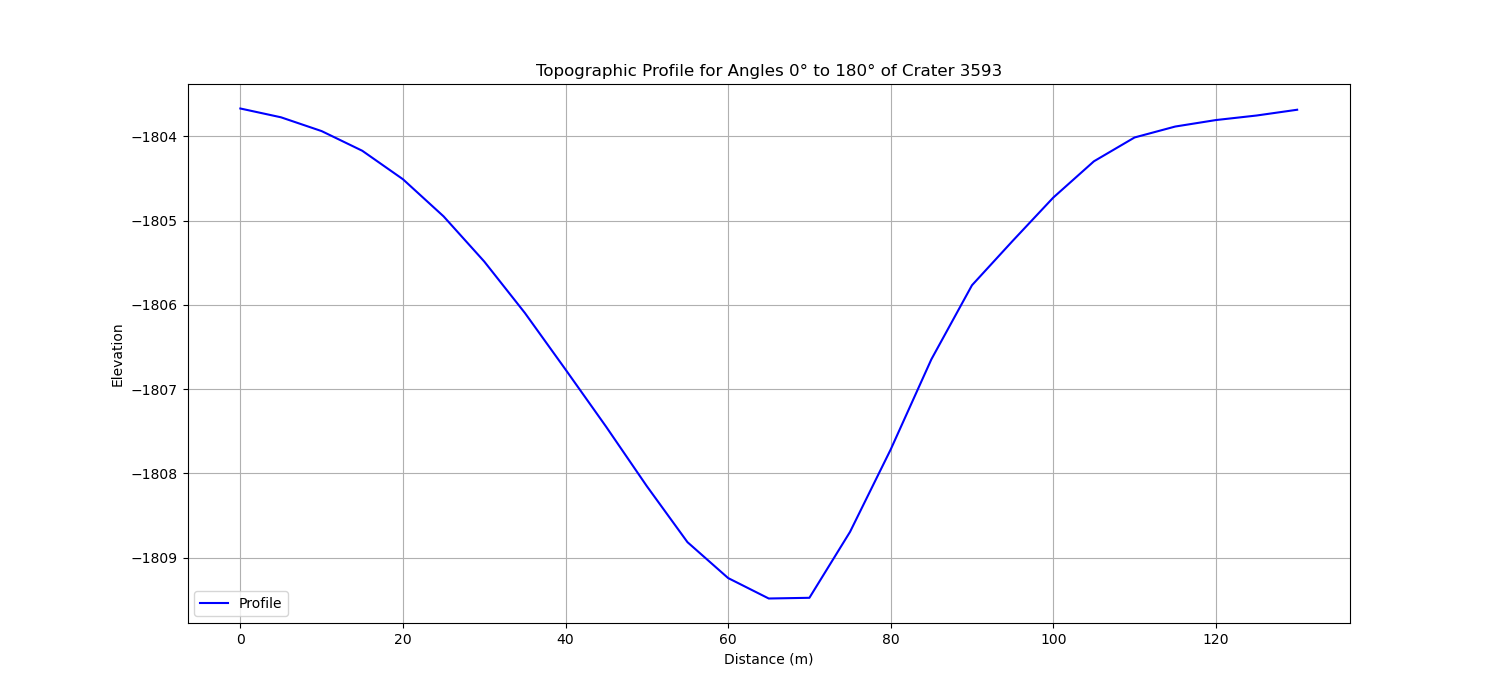 Topographic Profile for Angles 0° to 180° of Crater 3593
−1804
−1805
−1806
−1807
−1808
−1809
Elevation
Profile
0 20 40 60 80 100 120
Distance (m)